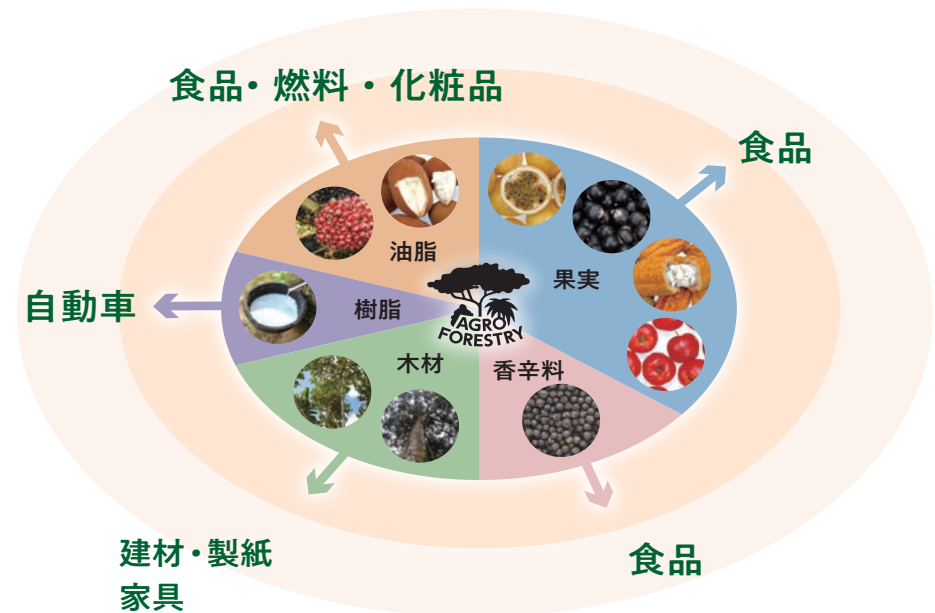 食品・燃料・化粧品
食品
油脂
果実
自動車
樹脂
AGRO
FORESTRY
木材
香辛料
建材・製紙
家具
食品